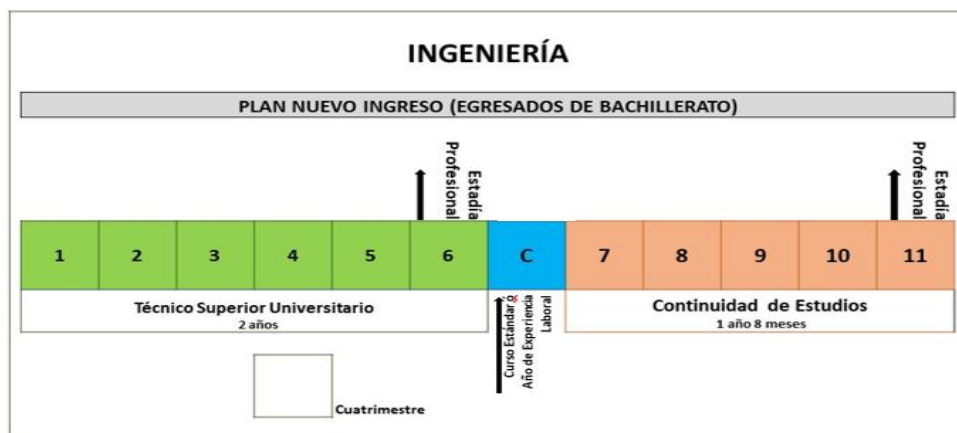 INGENIERÍA
PLAN NUEVO INGRESO (EGRESADOS DE BACHILLERATO)
Estadía
Profesional
Estadía
Profesional
1
2
3
4
5
6
C
7
8
9
10
11
Técnico Superior Universitario
2 años
Curso Estándar o
Año de Experiencia
Laboral
Continuidad de Estudios
1 año 8 meses
Cuatrimestre